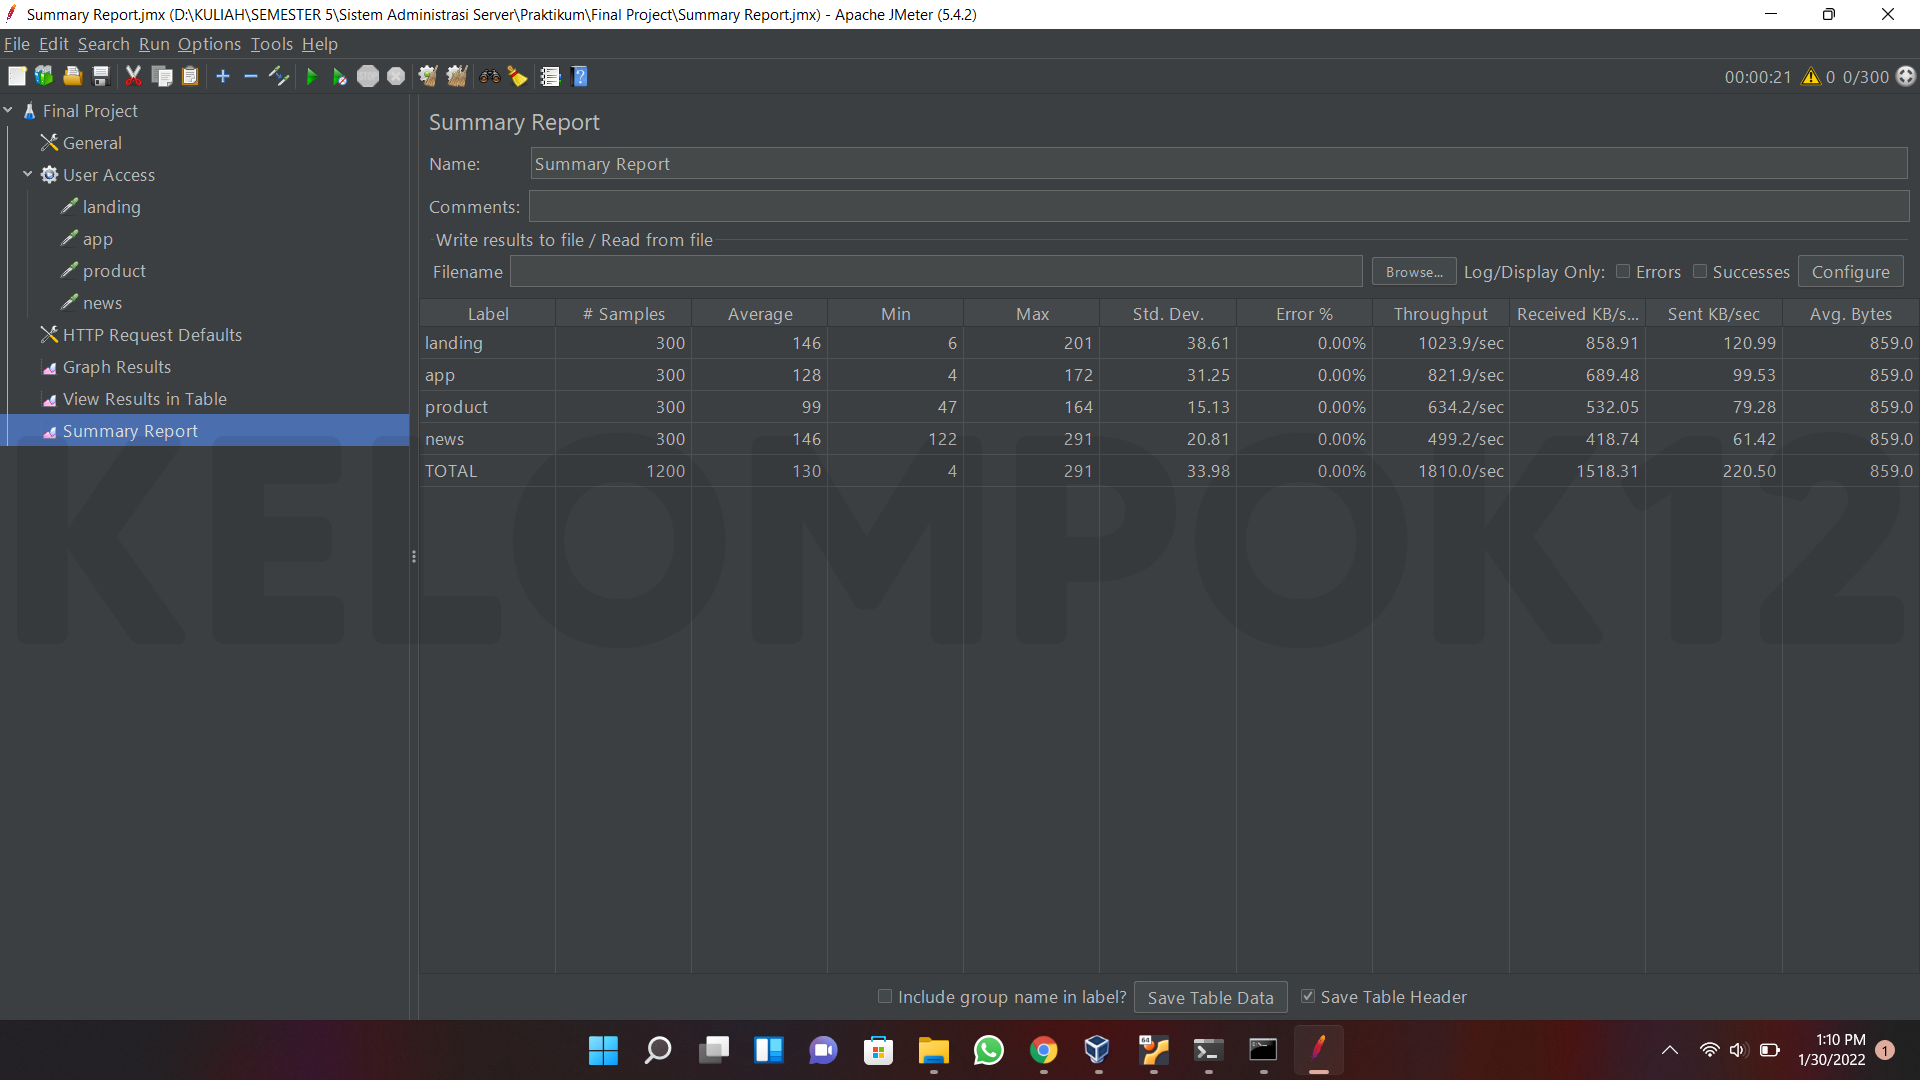 Summary Report.jmx (D:\KULIAH\SEMESTER 5\Sistem Administrasi Server\Praktikum\Final Project\Summary Report.jmx) - Apache JMeter (5.4.2)
File Edit Search Run Options Tools Help
00:00:21 0 0/300
Final Project
General
User Access
landing
app
product
news
HTTP Request Defaults
Graph Results
View Results in Table
Summary Report
Summary Report
Name: Summary Report
Comments:
Write results to file / Read from file
Filename Browse... Log/Display Only: Errors Successes Configure
Label # Samples Average Min Max Std. Dev. Error % Throughput Received KB/s... Sent KB/sec Avg. Bytes
landing 300 146 6 201 38.61 0.00% 1023.9/sec 858.91 120.99 859.0
app 300 128 4 172 31.25 0.00% 821.9/sec 689.48 99.53 859.0
product 300 99 47 164 15.13 0.00% 634.2/sec 532.05 79.28 859.0
news 300 146 122 291 20.81 0.00% 499.2/sec 418.74 61.42 859.0
TOTAL 1200 130 4 291 33.98 0.00% 1810.0/sec 1518.31 220.50 859.0
KELOMPOK12
Include group name in label? Save Table Data Save Table Header
64
1:10 PM
1/30/2022
1